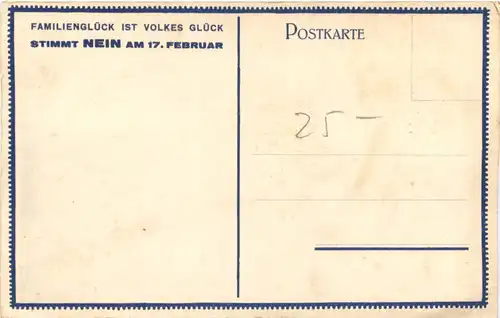 FAMILIENGLÜCK IST VOLKES GLÜCK
STIMMT NEIN AM 17. FEBRUAR
POSTKARTE
25 –